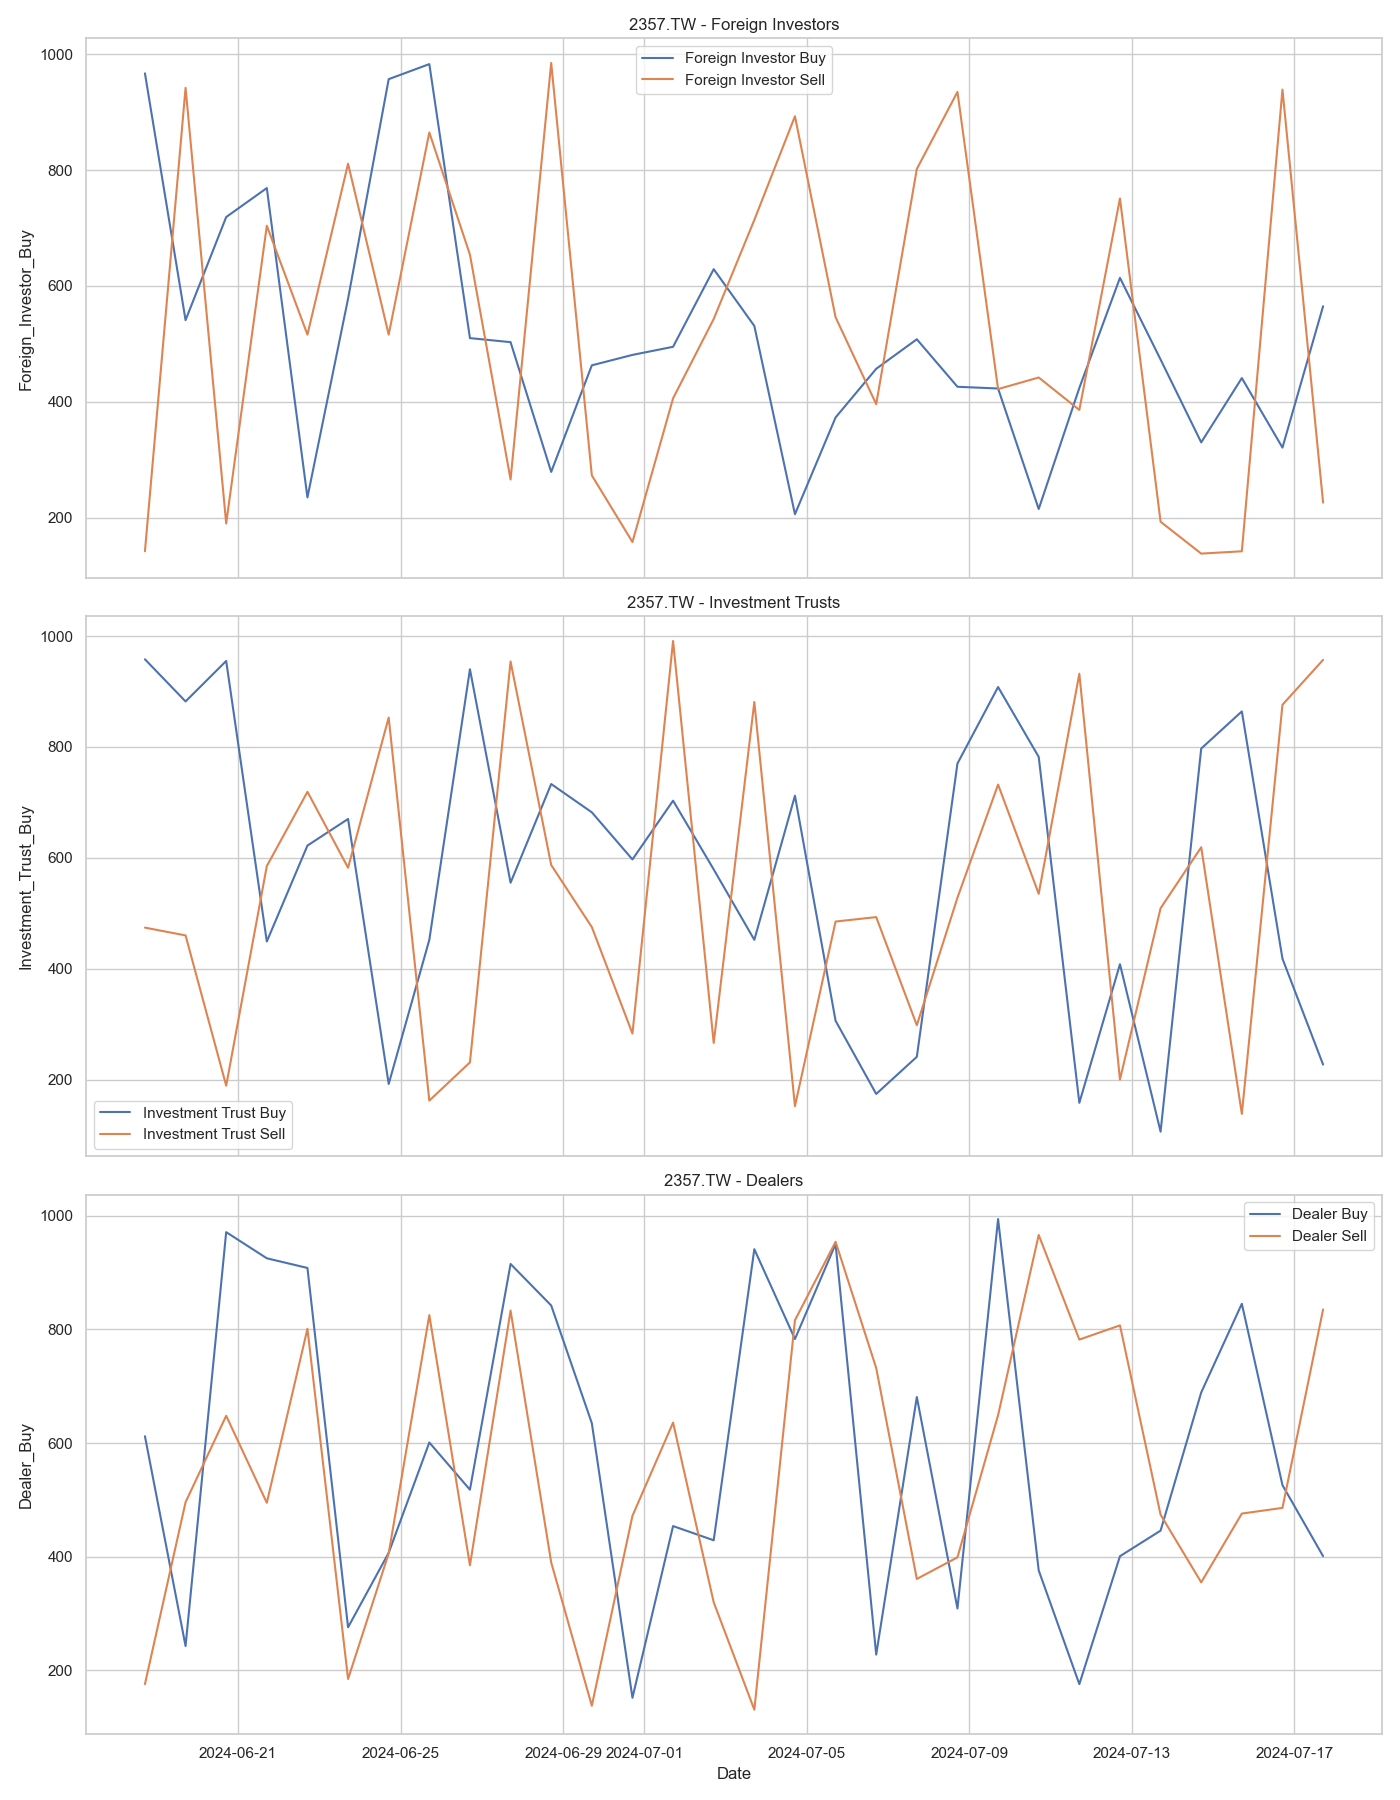 2357.TW - Foreign Investors
Foreign Investor Buy
Foreign Investor Sell
Foreign_Investor_Buy
1000
800
600
400
200
2357.TW - Investment Trusts
Investment Trust Buy
Investment Trust Sell
Investment_Trust_Buy
1000
800
600
400
200
2357.TW - Dealers
Dealer Buy
Dealer Sell
Dealer_Buy
1000
800
600
400
200
2024-06-21 2024-06-25 2024-06-29 2024-07-01 2024-07-05 2024-07-09 2024-07-13 2024-07-17
Date